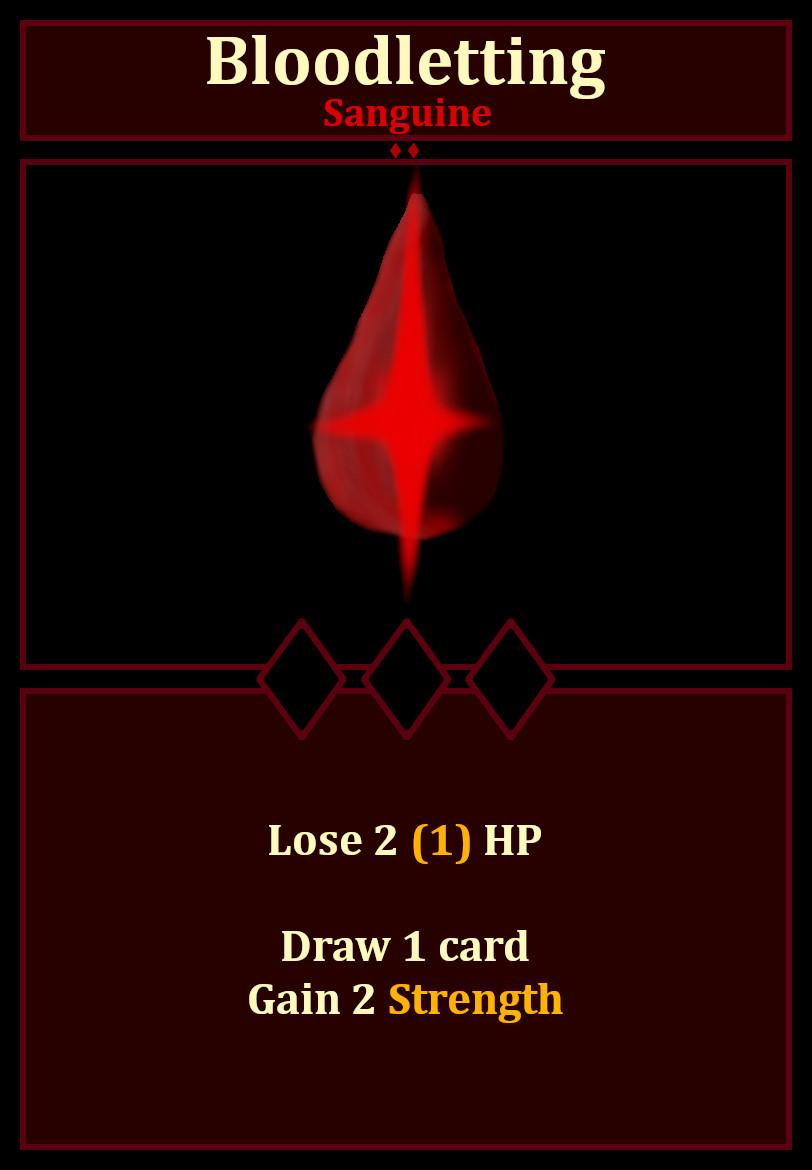 Bloodletting
Sanguine
Lose 2 (1) HP
Draw 1 card
Gain 2 Strength